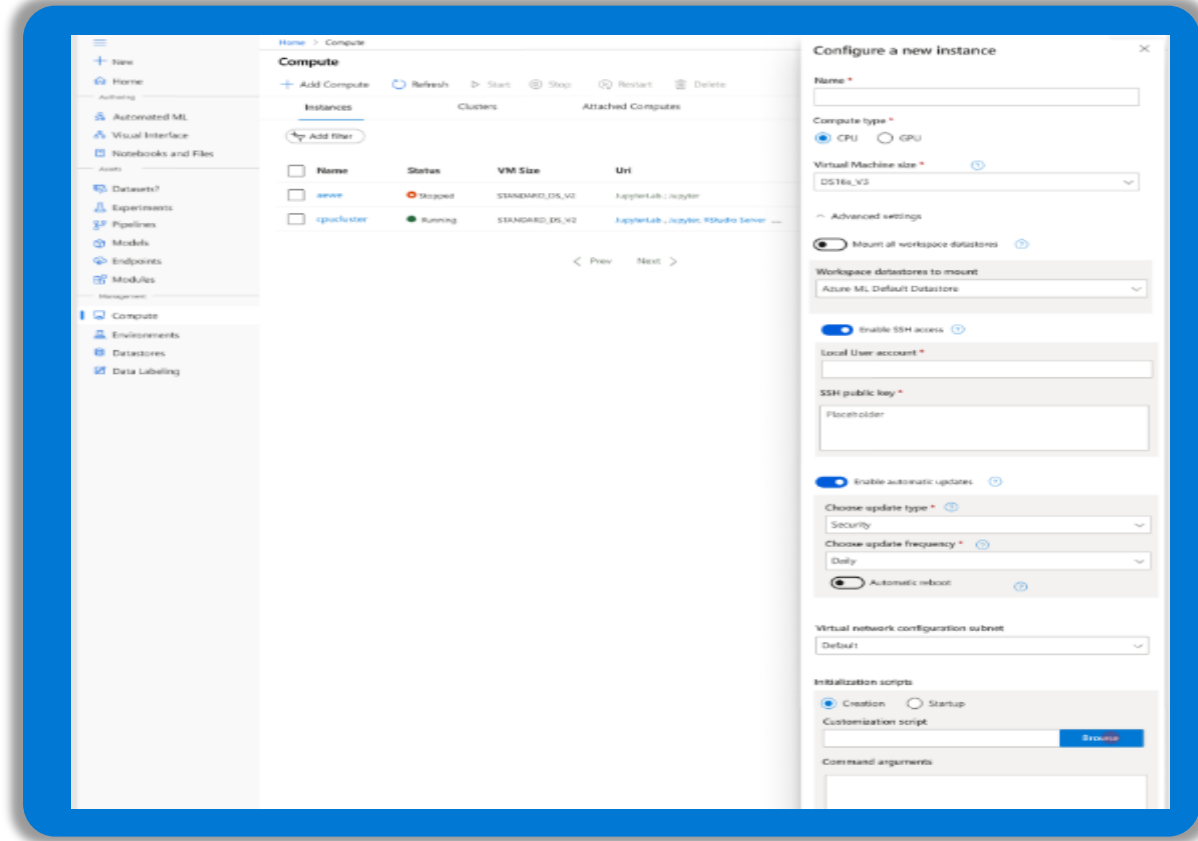 Home > Compute
+ New
Home
Authoring
Automated ML
Visual Interface
Notebooks and Files
Assets
Datasets?
Experiments
Pipelines
Models
Endpoints
Modules
Management
Compute
Environments
Datastores
Data Labeling
Compute
+ Add Compute Refresh Start Stop Restart Delete
Instances Clusters Attached Computes
Add filter
Name Status VM Size Uri
Stopped STANDARD_DS_V2 JupyterLab, Jupyter
cpucluster Running STANDARD_DS_V2 JupyterLab, Jupyter, RStudio Server ...
< Prev Next >
Configure a new instance
Name *
Compute type *
CPU GPU
Virtual Machine size *
DS16s_V3
Advanced settings
Mount all workspace datastores
Workspace datastores to mount
Azure ML Default Datastore
Enable SSH access
Local User account *
SSH public key *
Placeholder
Enable automatic updates
Choose update type *
Security
Choose update frequency *
Daily
Automatic reboot
Virtual network configuration subnet
Default
Initialization scripts
Creation Startup
Customization script
Browse
Command arguments